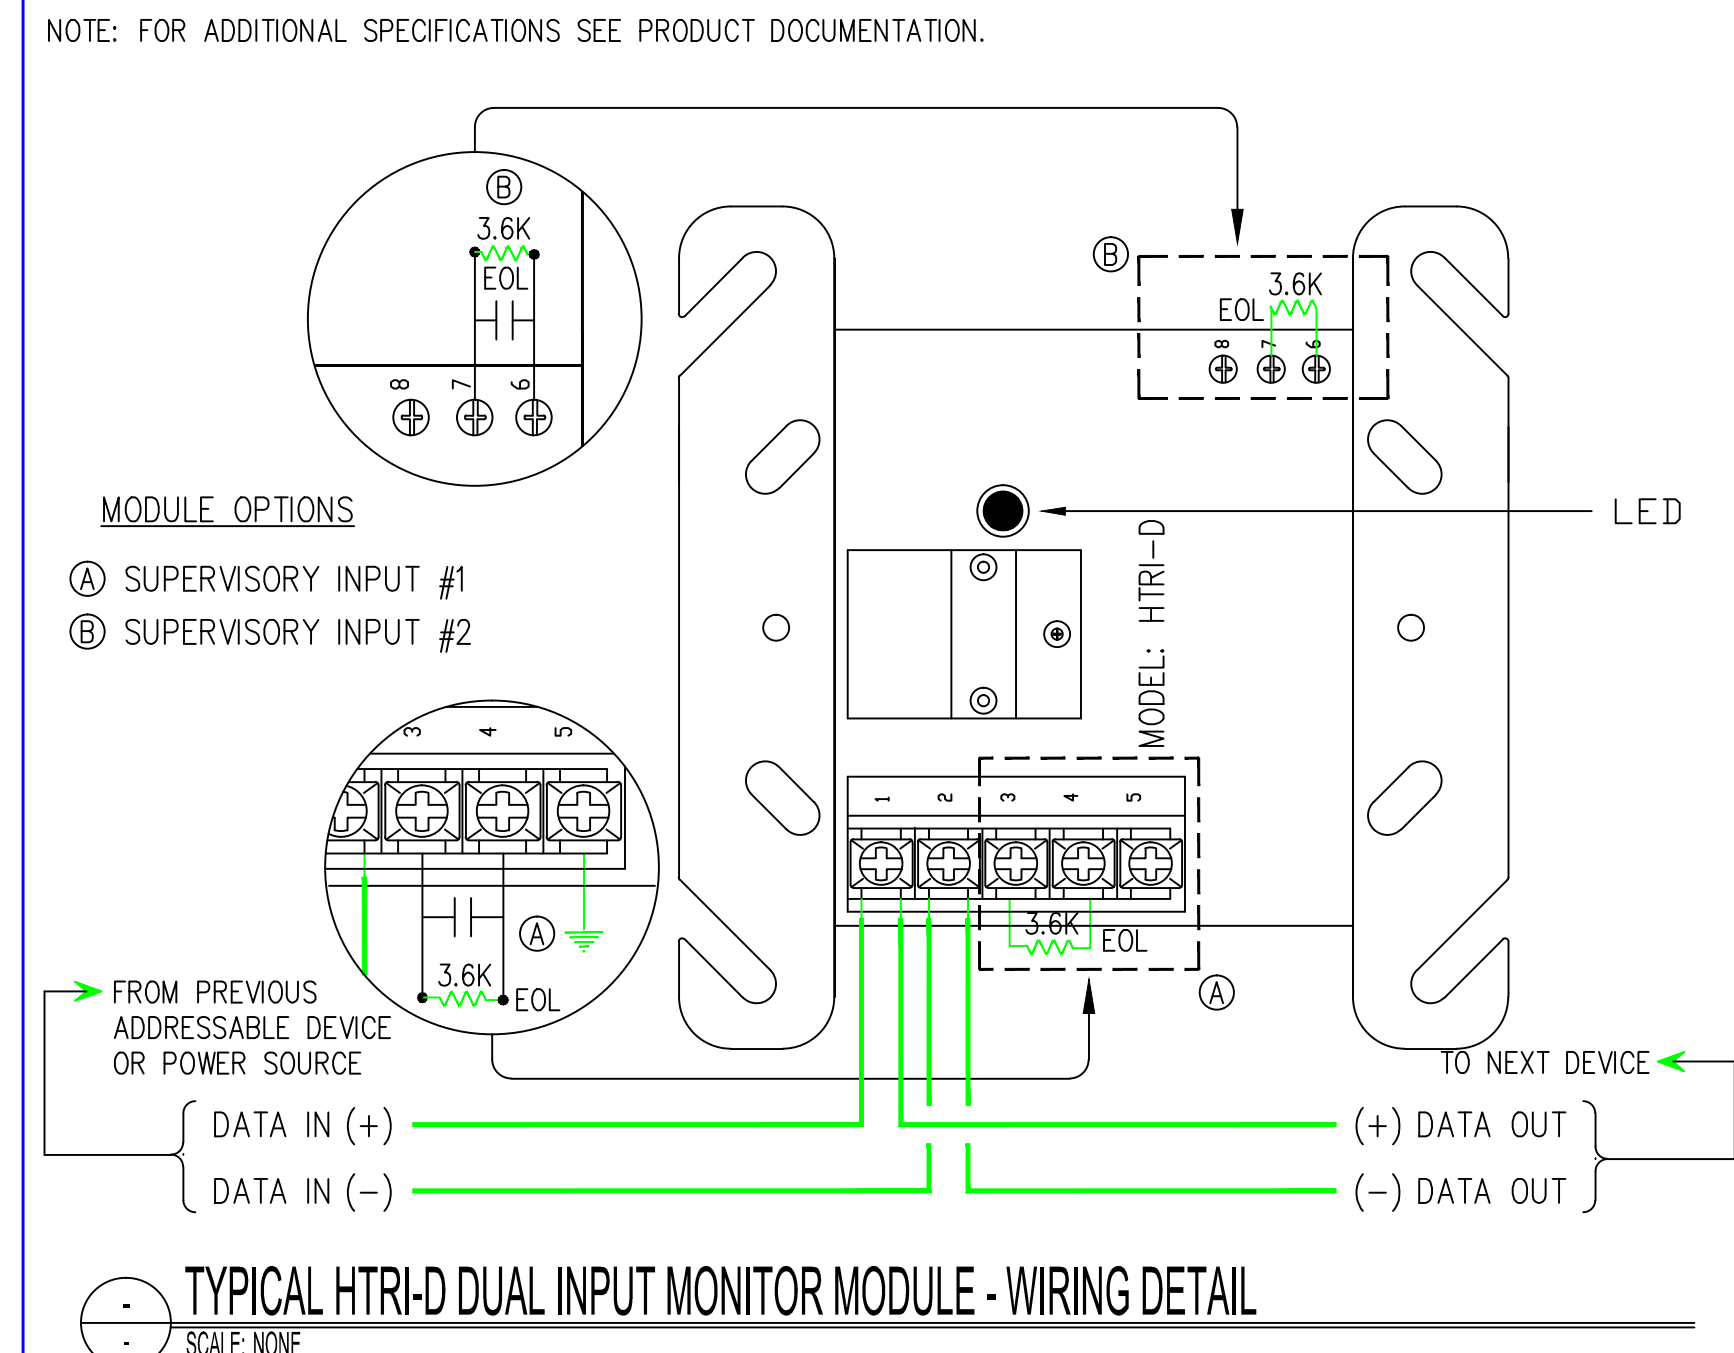 NOTE: FOR ADDITIONAL SPECIFICATIONS SEE PRODUCT DOCUMENTATION.
B
3.6K
EOL
8 7 6
B
3.6K
EOL
8 7 6
MODULE OPTIONS
A SUPERVISORY INPUT #1
B SUPERVISORY INPUT #2
LED
MODEL: HTRI-D
3 4 5
A
3.6K
EOL
1 2 3 4 5
3.6K
EOL
A
FROM PREVIOUS
ADDRESSABLE DEVICE
OR POWER SOURCE
TO NEXT DEVICE
DATA IN (+)
(+) DATA OUT
DATA IN (-)
(-) DATA OUT
-
-
TYPICAL HTRI-D DUAL INPUT MONITOR MODULE - WIRING DETAIL
SCALE: NONE